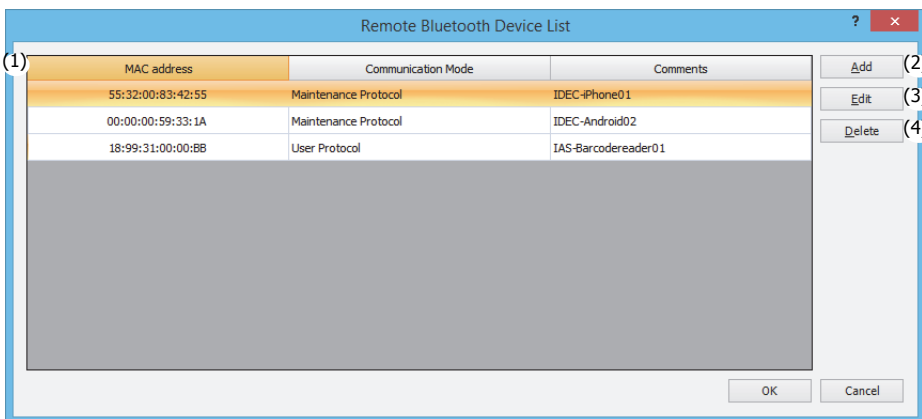 Remote Bluetooth Device List ? ×
(1) MAC address Communication Mode Comments Add (2
55:32:00:83:42:55 Maintenance Protocol IDEC-iPhone01 Edit (3
00:00:00:59:33:1A Maintenance Protocol IDEC-Android02 Delete (4
18:99:31:00:00:BB User Protocol IAS-Barcodereader01
OK Cancel